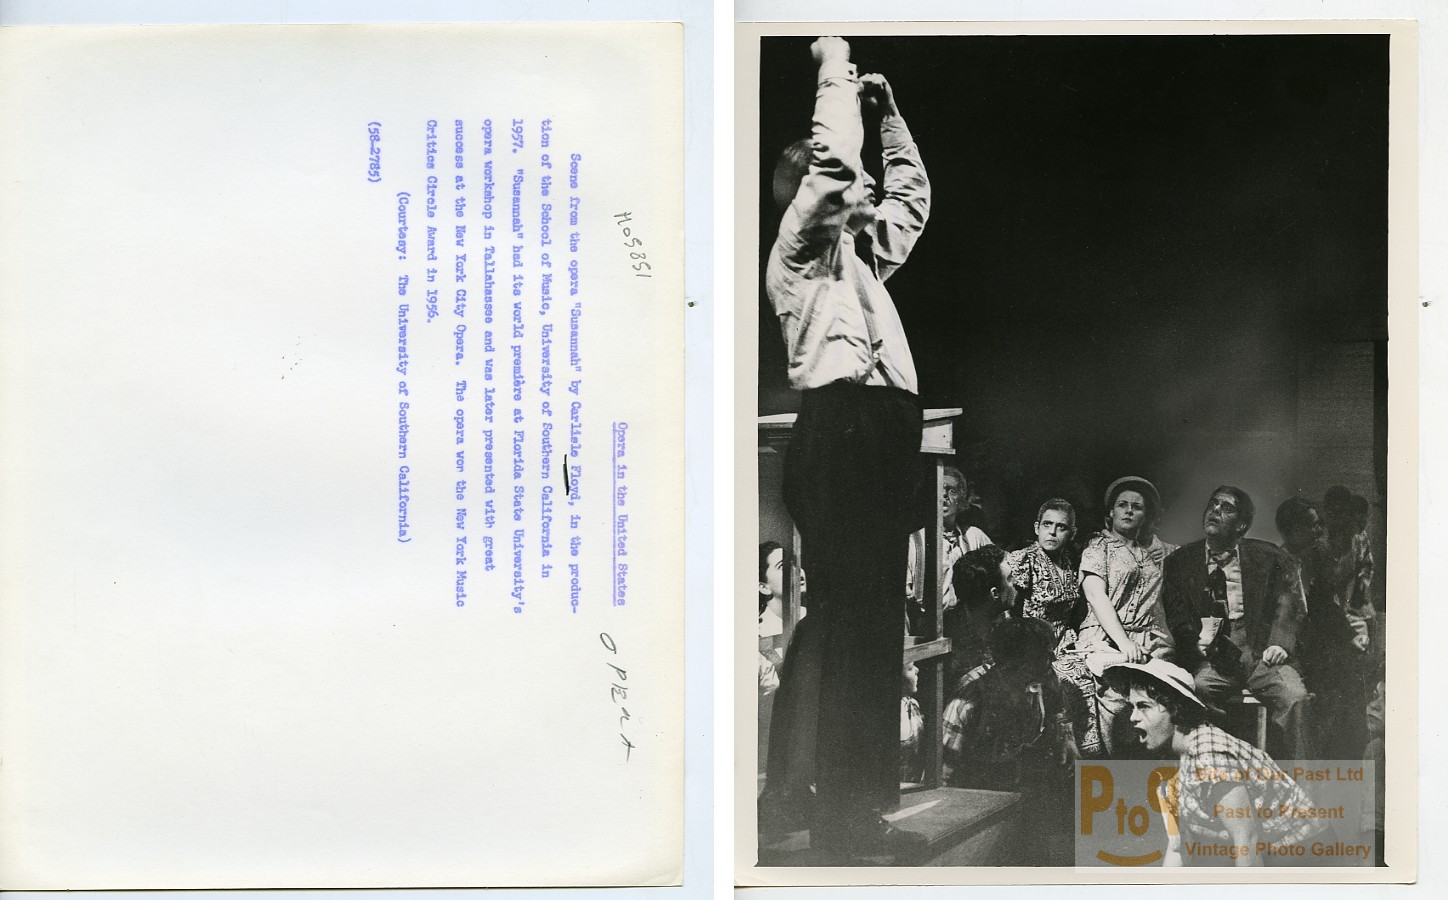 HOS851
Opera in the United States
OPERA
Scene from the opera "Susannah" by Carlisle Floyd, in the produc-
tion of the School of Music, University of Southern California in
1957. "Susannah" had its world première at Florida State University's
opera workshop in Tallahassee and was later presented with great
success at the New York City Opera. The opera won the New York Music
Critics Circle Award in 1956.
(Courtesy: The University of Southern California)
(58-2785)
PtoP
Bits of Our Past Ltd
Past to Present
Vintage Photo Gallery